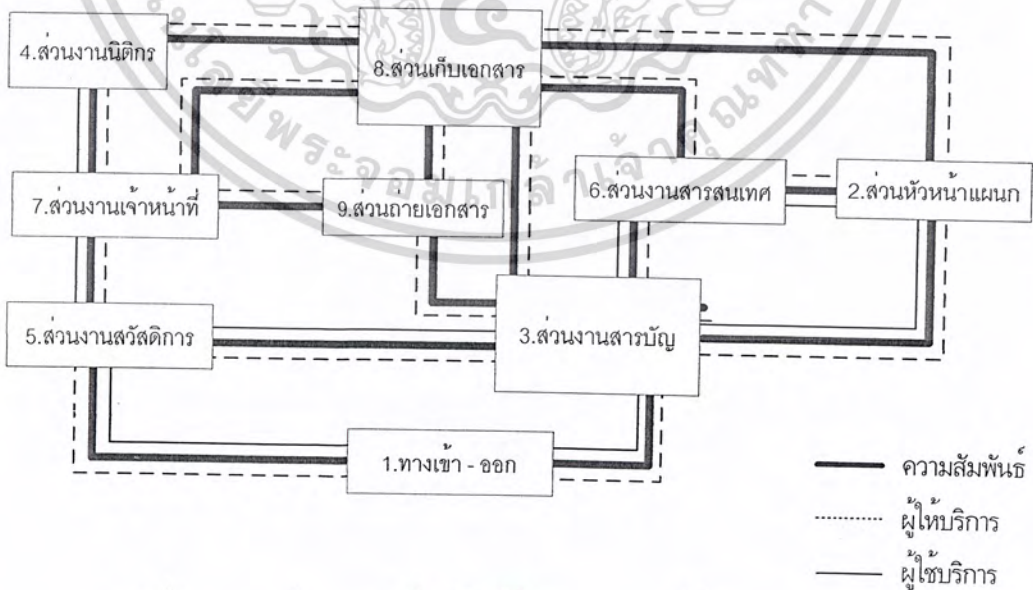 4.ส่วนงานนิติกร
8.ส่วนเก็บเอกสาร
7.ส่วนงานเจ้าหน้าที่
9.ส่วนถ่ายเอกสาร
6.ส่วนงานสารสนเทศ
2.ส่วนหัวหน้าแผนก
5.ส่วนงานสวัสดิการ
3.ส่วนงานสารบัญ
1.ทางเข้า - ออก
ความสัมพันธ์
ผู้ให้บริการ
ผู้ใช้บริการ